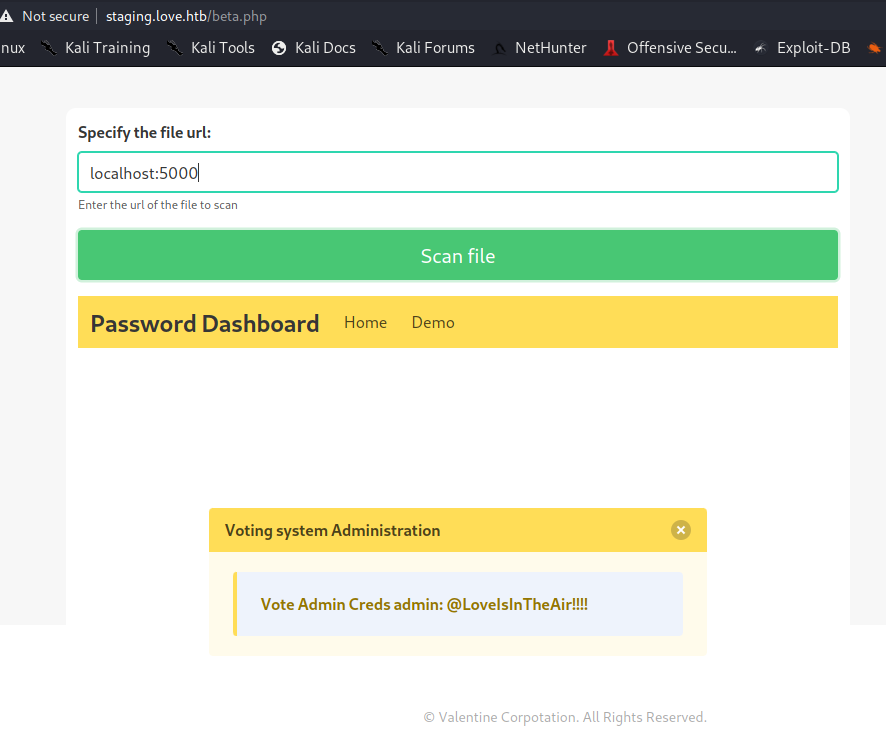 Not secure staging.love.htb/beta.php
nux Kali Training Kali Tools Kali Docs Kali Forums NetHunter Offensive Secu... Exploit-DB
Specify the file url:
localhost:5000
Enter the url of the file to scan
Scan file
Password Dashboard Home Demo
Voting system Administration
Vote Admin Creds admin: @LoveIsInTheAir!!!!
© Valentine Corpotation. All Rights Reserved.